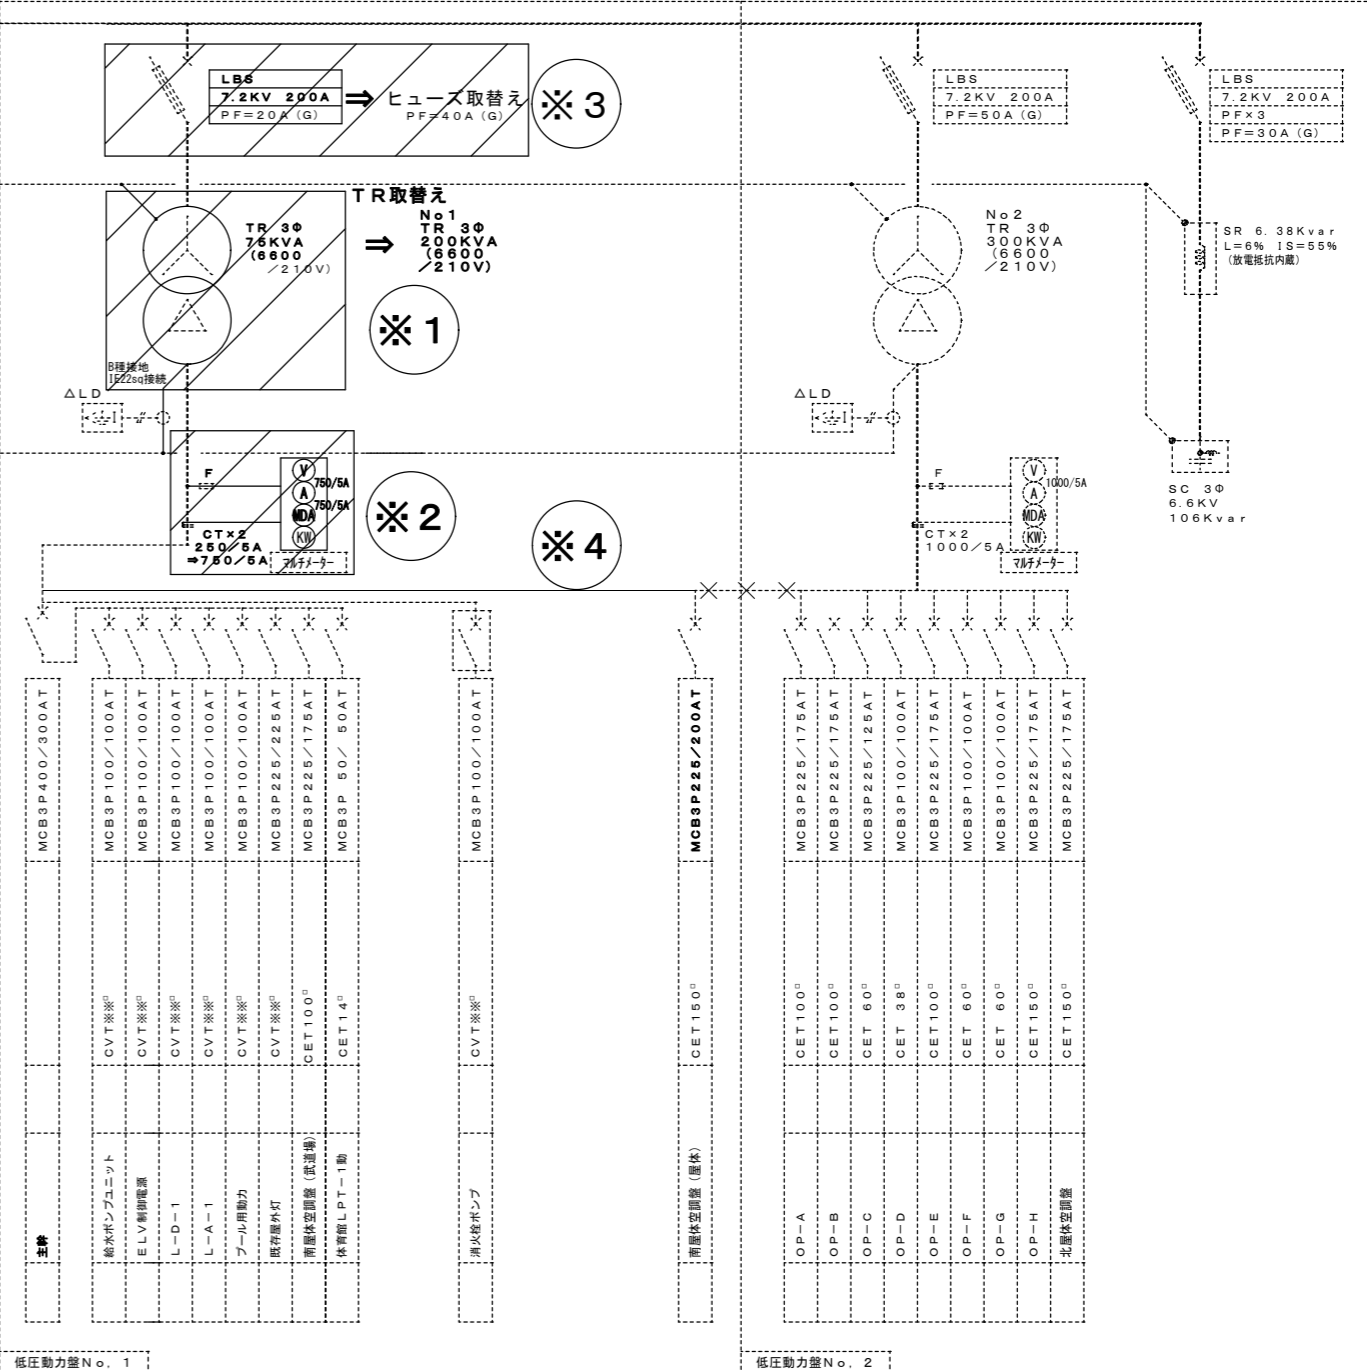 LBS
7.2KV 200A
PF=20A (G)
⇒ ヒューズ取替え
PF=40A (G)
※3
LBS
7.2KV 200A
PF=50A (G)
LBS
7.2KV 200A
PF×3
PF=30A (G)
TR取替え
TR 3Φ
75KVA
(6600
/210V)
⇒
No1
TR 3Φ
200KVA
(6600
/210V)
※1
B種接地
IE22sq接続
No2
TR 3Φ
300KVA
(6600
/210V)
SR 6.38Kvar
L=6% IS=55%
(放電抵抗内蔵)
△LD
△LD
F
V
750/5A
A
750/5A
MDA
KW
CT×2
250/5A
⇒750/5A
マルチメーター
※2
※4
F
V
1000/5A
A
MDA
KW
CT×2
1000/5A
マルチメーター
SC 3Φ
6.6KV
106Kvar
MCB3P400/300AT
主幹
MCB3P100/100AT
CVT※※□
給水ポンプユニット
MCB3P100/100AT
CVT※※□
ELV制御電源
MCB3P100/100AT
CVT※※□
L-D-1
MCB3P100/100AT
CVT※※□
L-A-1
MCB3P100/100AT
CVT※※□
プール用動力
MCB3P225/225AT
CVT※※□
既存屋外灯
MCB3P225/175AT
CET100□
南屋体空調盤(武道場)
MCB3P 50/ 50AT
CET14□
体育館LPT-1動
MCB3P100/100AT
CVT※※□
消火栓ポンプ
MCB3P225/200AT
CET150□
南屋体空調盤(屋体)
MCB3P225/175AT
CET100□
OP-A
MCB3P225/175AT
CET100□
OP-B
MCB3P225/125AT
CET 60□
OP-C
MCB3P100/100AT
CET 38□
OP-D
MCB3P225/175AT
CET100□
OP-E
MCB3P100/100AT
CET 60□
OP-F
MCB3P100/100AT
CET 60□
OP-G
MCB3P225/175AT
CET150□
OP-H
MCB3P225/175AT
CET150□
北屋体空調盤
低圧動力盤No.1
低圧動力盤No.2